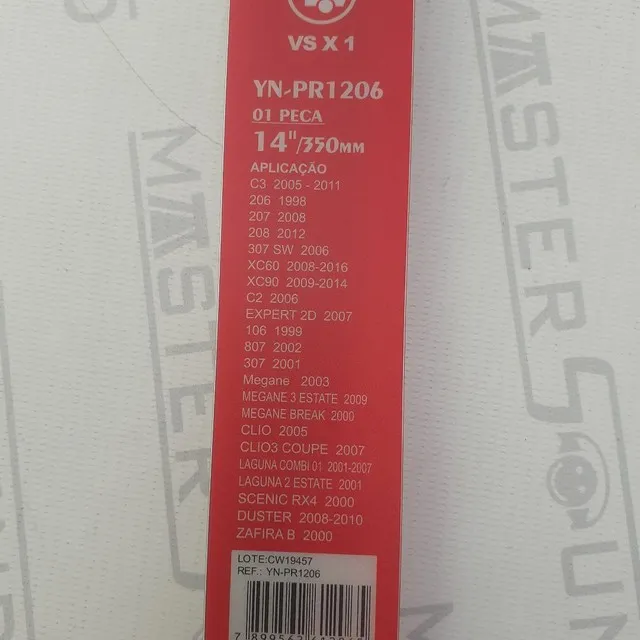 VS X 1
YN-PR1206
01 PECA
14"/350MM
APLICAÇÃO
C3 2005 - 2011
206 1998
207 2008
208 2012
307 SW 2006
XC60 2008-2016
XC90 2009-2014
C2 2006
EXPERT 2D 2007
106 1999
807 2002
307 2001
Megane 2003
MEGANE 3 ESTATE 2009
MEGANE BREAK 2000
CLIO 2005
CLIO3 COUPE 2007
LAGUNA COMBI 01 2001-2007
LAGUNA 2 ESTATE 2001
SCENIC RX4 2000
DUSTER 2008-2010
ZAFIRA B 2000
LOTE:CW19457
REF.: YN-PR1206
MASTER
MASTER